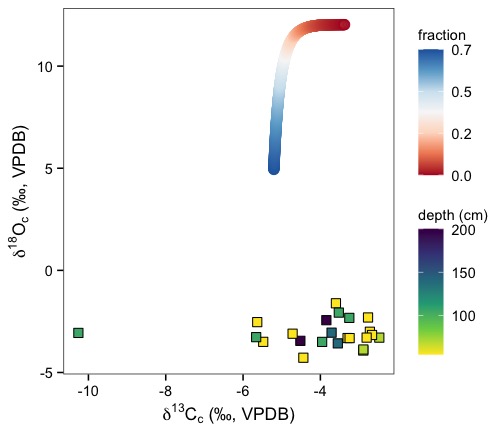 fraction
0.7
0.5
0.2
0.0
depth (cm)
200
150
100
10
5
0
-5
δ¹⁸Oc (‰, VPDB)
-10 -8 -6 -4
δ¹³Cc (‰, VPDB)